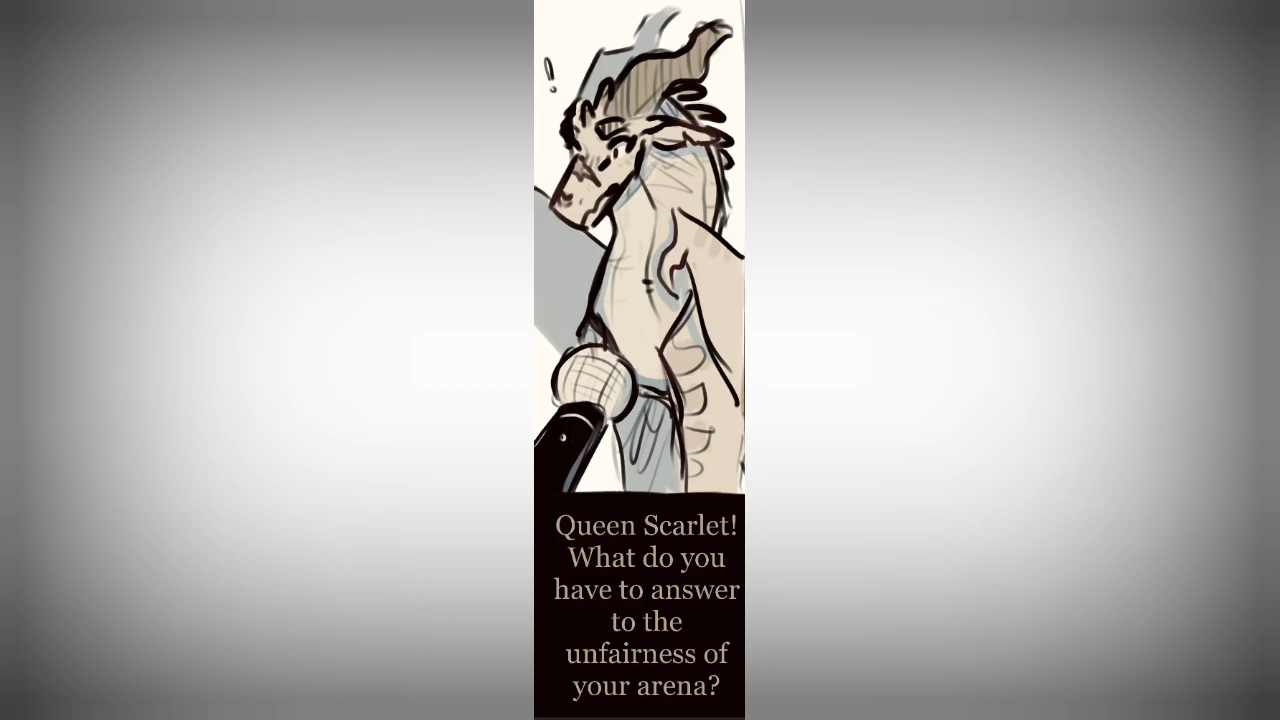 !
Queen Scarlet!
What do you
have to answer
to the
unfairness of
your arena?